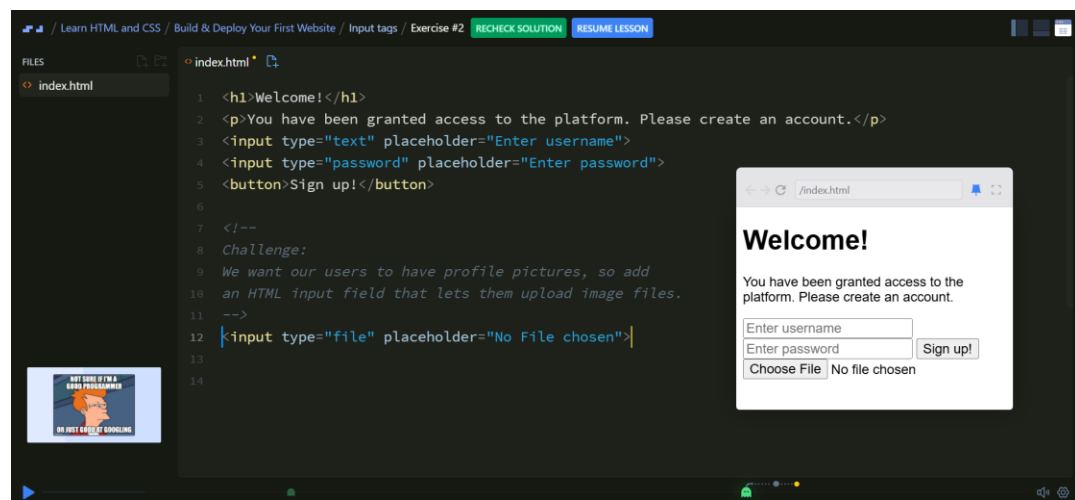 / Learn HTML and CSS / Build & Deploy Your First Website / Input tags / Exercise #2 RECHECK SOLUTION RESUME LESSON
FILES
index.html
index.html
1 <h1>Welcome!</h1>
2 <p>You have been granted access to the platform. Please create an account.</p>
3 <input type="text" placeholder="Enter username">
4 <input type="password" placeholder="Enter password">
5 <button>Sign up!</button>
6
7 <!--
8 Challenge:
9 We want our users to have profile pictures, so add
10 an HTML input field that lets them upload image files.
11 -->
12 <input type="file" placeholder="No File chosen">
13
14
/index.html
Welcome!
You have been granted access to the
platform. Please create an account.
Enter username
Enter password Sign up!
Choose File No file chosen
NOT SURE IF I'M A
GOOD PROGRAMMER
OR JUST GOOD AT GOOGLING